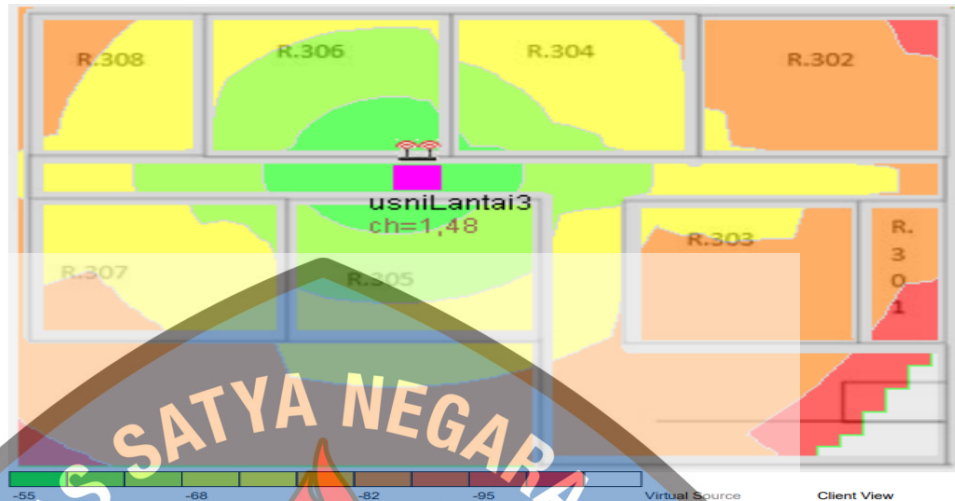 R.308
R.306
R.304
R.302
usniLantai3
ch=1,48
R.303
R.
3
0
1
R.307
R.305
S SATYA NEGARA
-55 -68 -82 -95 Virtual Source Client View